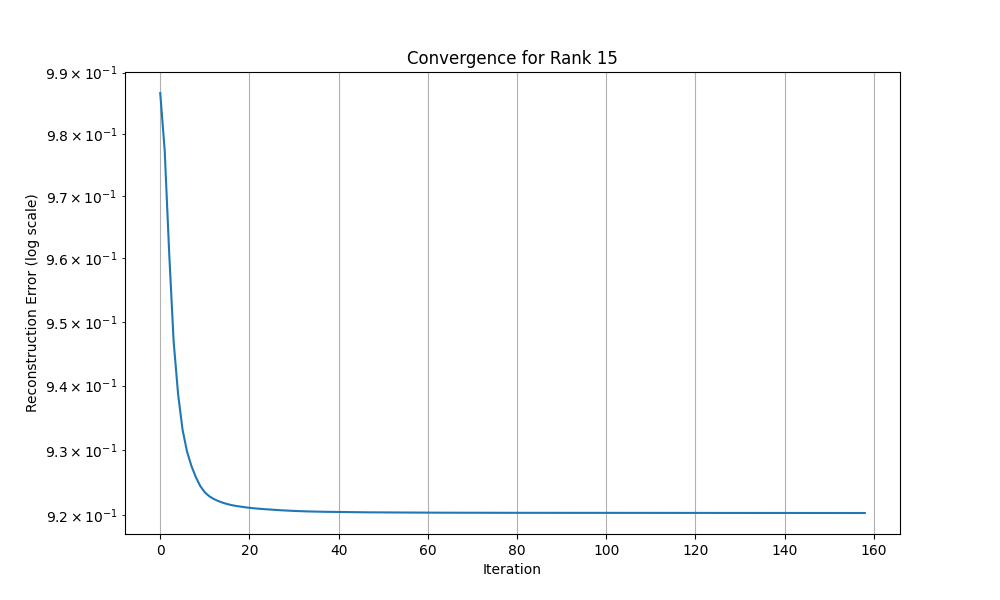 Convergence for Rank 15
9.9 × 10⁻¹
9.8 × 10⁻¹
9.7 × 10⁻¹
9.6 × 10⁻¹
9.5 × 10⁻¹
9.4 × 10⁻¹
9.3 × 10⁻¹
9.2 × 10⁻¹
Reconstruction Error (log scale)
0 20 40 60 80 100 120 140 160
Iteration